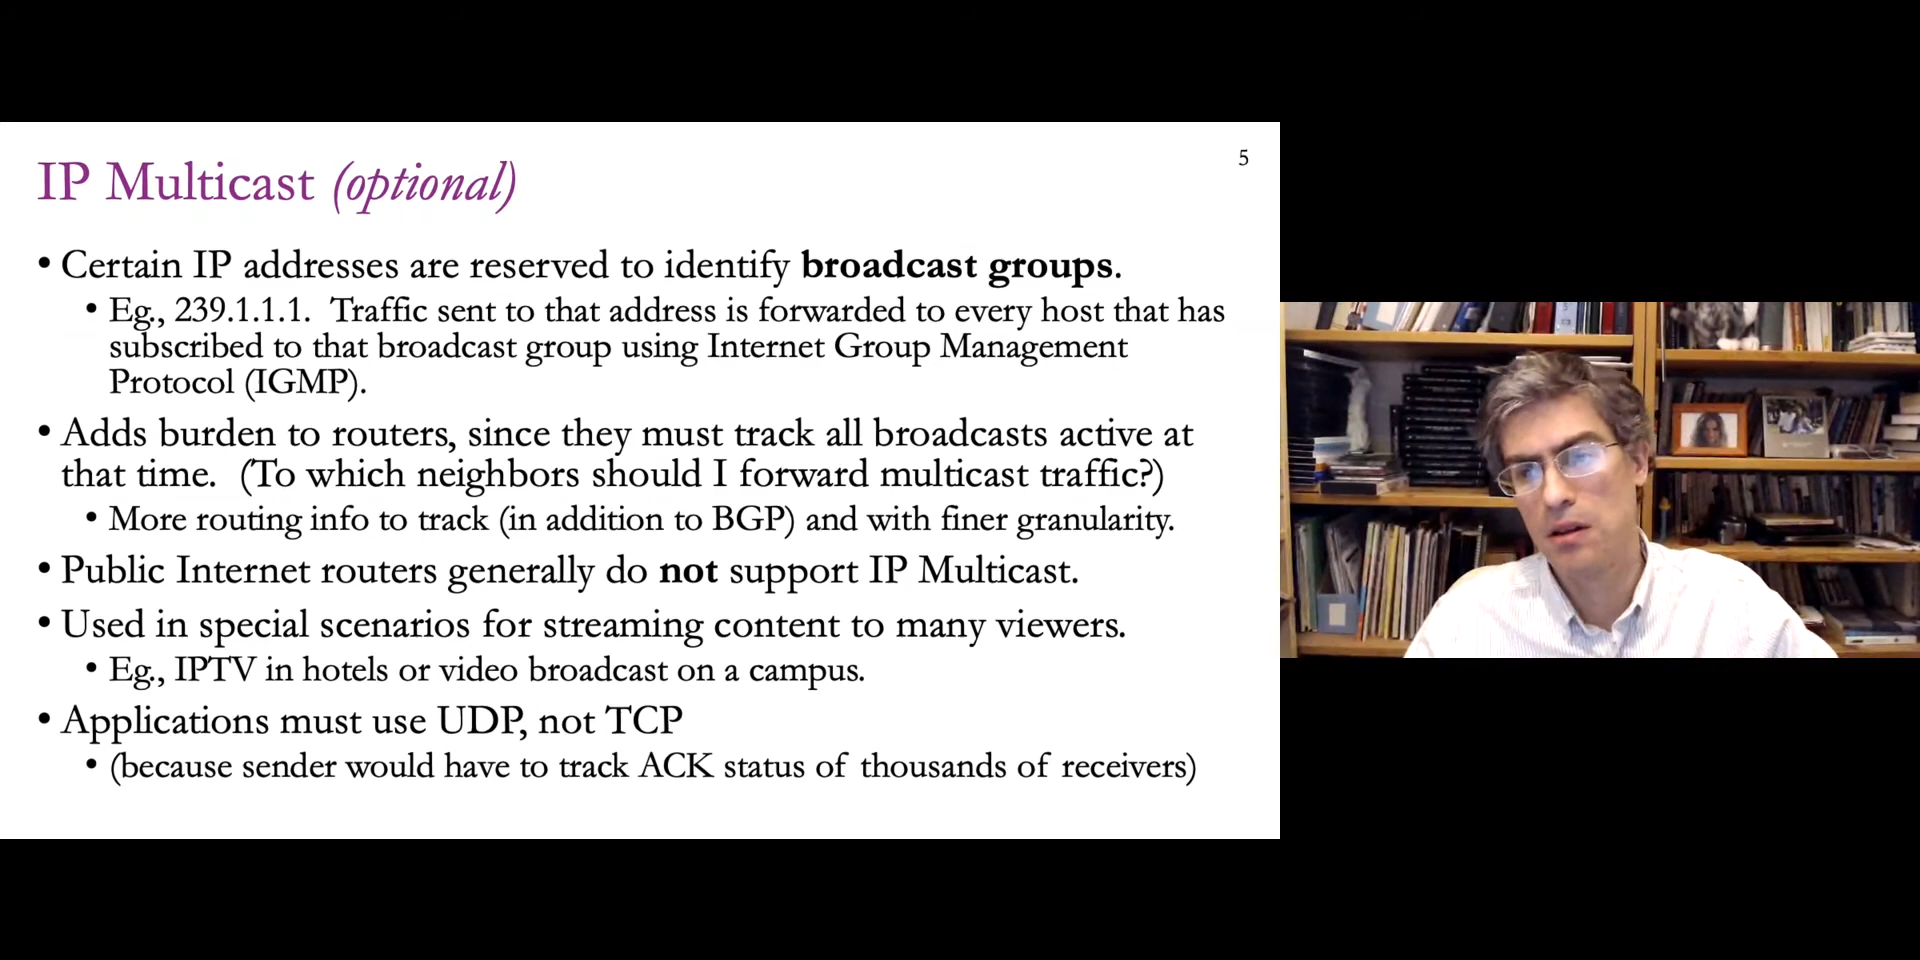 5
IP Multicast (optional)
• Certain IP addresses are reserved to identify broadcast groups.
• Eg., 239.1.1.1. Traffic sent to that address is forwarded to every host that has
subscribed to that broadcast group using Internet Group Management
Protocol (IGMP).
• Adds burden to routers, since they must track all broadcasts active at
that time. (To which neighbors should I forward multicast traffic?)
• More routing info to track (in addition to BGP) and with finer granularity.
• Public Internet routers generally do not support IP Multicast.
• Used in special scenarios for streaming content to many viewers.
• Eg., IPTV in hotels or video broadcast on a campus.
• Applications must use UDP, not TCP
• (because sender would have to track ACK status of thousands of receivers)